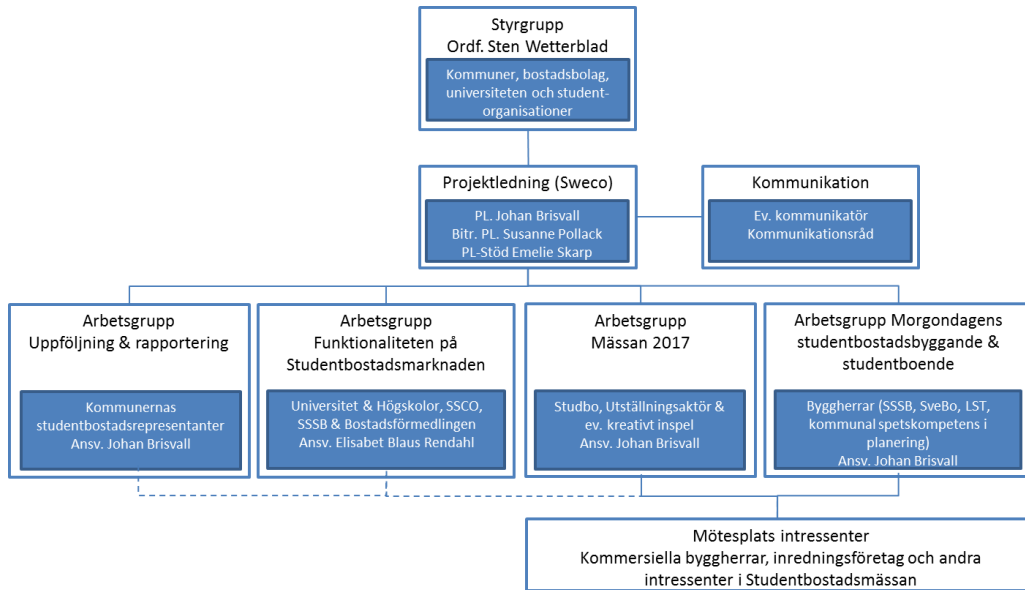 Styrgrupp
Ordf. Sten Wetterblad
Kommuner, bostadsbolag,
universiteten och student-
organisationer
Projektledning (Sweco)
PL. Johan Brisvall
Bitr. PL. Susanne Pollack
PL-Stöd Emelie Skarp
Kommunikation
Ev. kommunikatör
Kommunikationsråd
Arbetsgrupp
Uppföljning & rapportering
Kommunernas
studentbostadsrepresentanter
Ansv. Johan Brisvall
Arbetsgrupp
Funktionaliteten på
Studentbostadsmarknaden
Universitet & Högskolor, SSCO,
SSSB & Bostadsförmedlingen
Ansv. Elisabet Blaus Rendahl
Arbetsgrupp
Mässan 2017
Studbo, Utställningsaktör &
ev. kreativt inspel
Ansv. Johan Brisvall
Arbetsgrupp Morgondagens
studentbostadsbyggande &
studentboende
Byggherrar (SSSB, SveBo, LST,
kommunal spetskompetens i
planering)
Ansv. Johan Brisvall
Mötesplats intressenter
Kommersiella byggherrar, inredningsföretag och andra
intressenter i Studentbostadsmässan